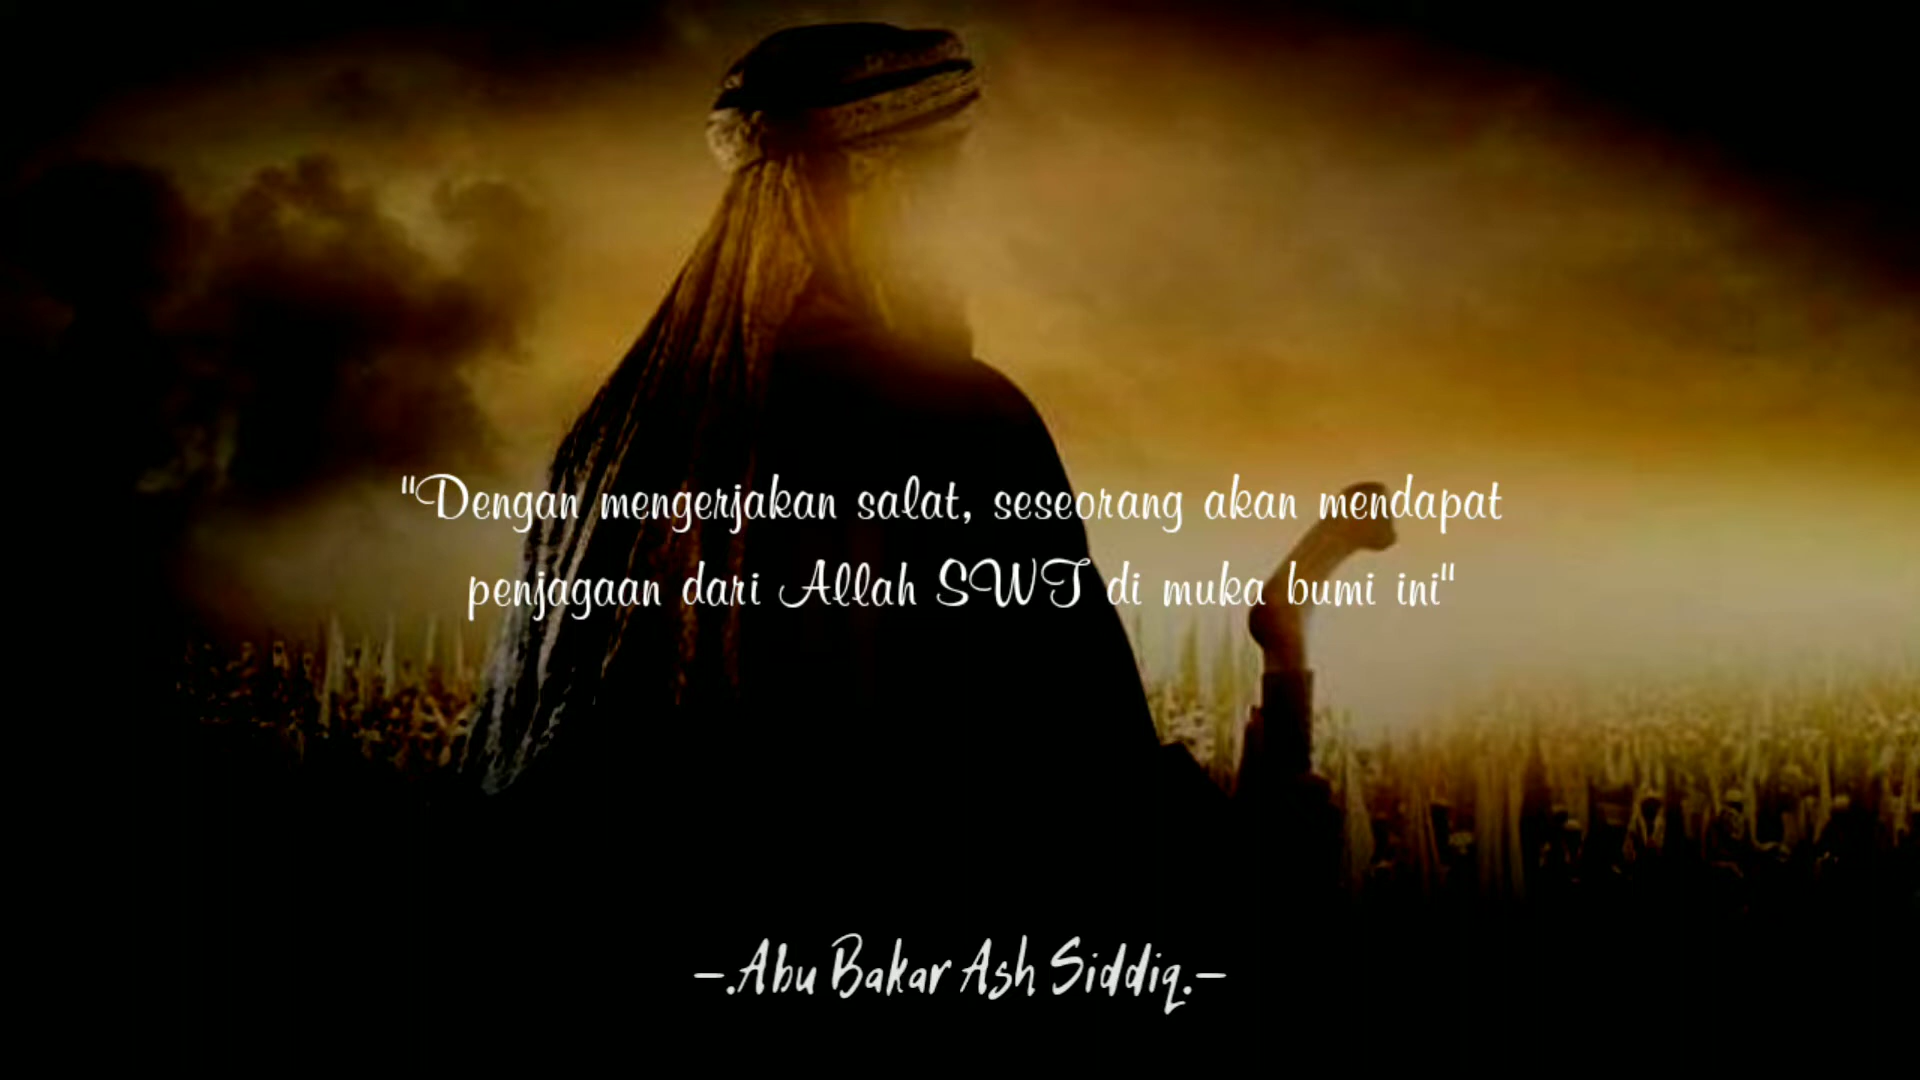 "Dengan mengerjakan salat, seseorang akan mendapat
penjagaan dari Allah SWT di muka bumi ini"
-.Abu Bakar Ash Siddiq.-